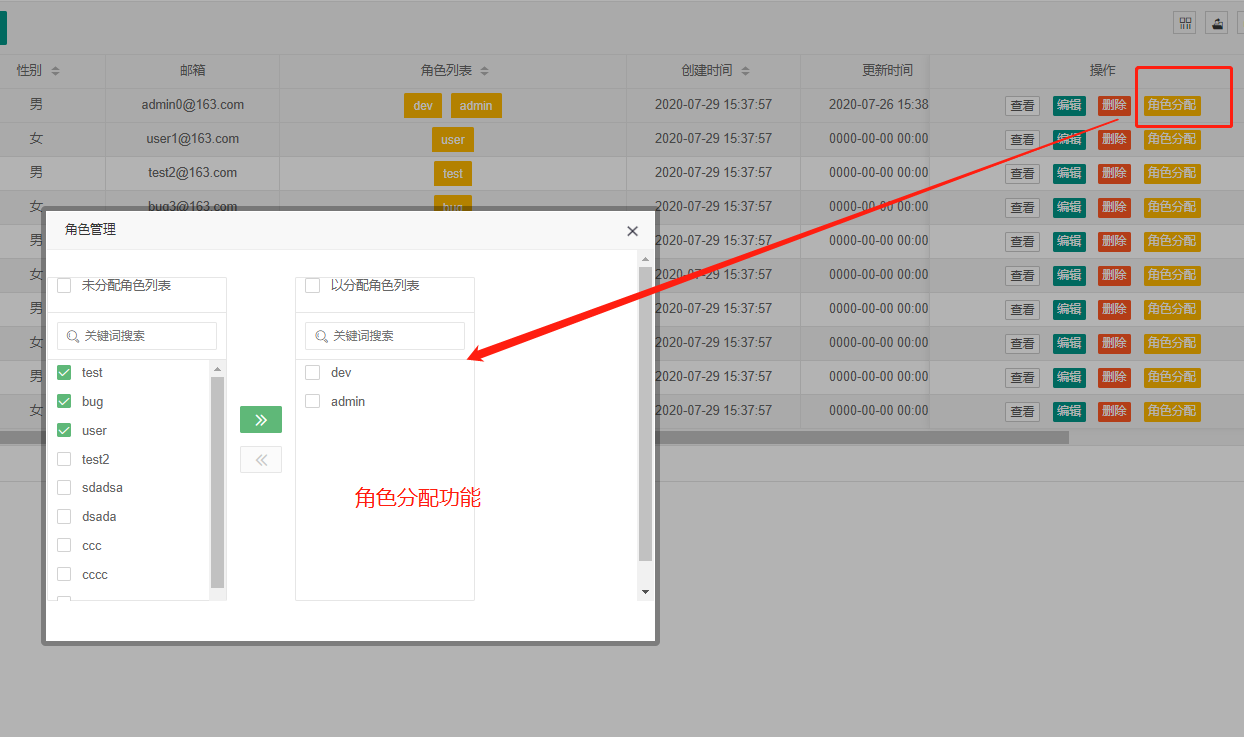 性别 邮箱 角色列表 创建时间 更新时间 操作
男 admin0@163.com dev admin 2020-07-29 15:37:57 2020-07-26 15:38 查看 编辑 删除 角色分配
女 user1@163.com user 2020-07-29 15:37:57 0000-00-00 00:00 查看 编辑 删除 角色分配
男 test2@163.com test 2020-07-29 15:37:57 0000-00-00 00:00 查看 编辑 删除 角色分配
女 bug3@163.com bug 2020-07-29 15:37:57 0000-00-00 00:00 查看 编辑 删除 角色分配
男 2020-07-29 15:37:57 0000-00-00 00:00 查看 编辑 删除 角色分配
女 2020-07-29 15:37:57 0000-00-00 00:00 查看 编辑 删除 角色分配
男 2020-07-29 15:37:57 0000-00-00 00:00 查看 编辑 删除 角色分配
女 2020-07-29 15:37:57 0000-00-00 00:00 查看 编辑 删除 角色分配
男 2020-07-29 15:37:57 0000-00-00 00:00 查看 编辑 删除 角色分配
女 2020-07-29 15:37:57 0000-00-00 00:00 查看 编辑 删除 角色分配
角色管理
未分配角色列表
关键词搜索
test
bug
user
test2
sdadsa
dsada
ccc
cccc
以分配角色列表
关键词搜索
dev
admin
角色分配功能